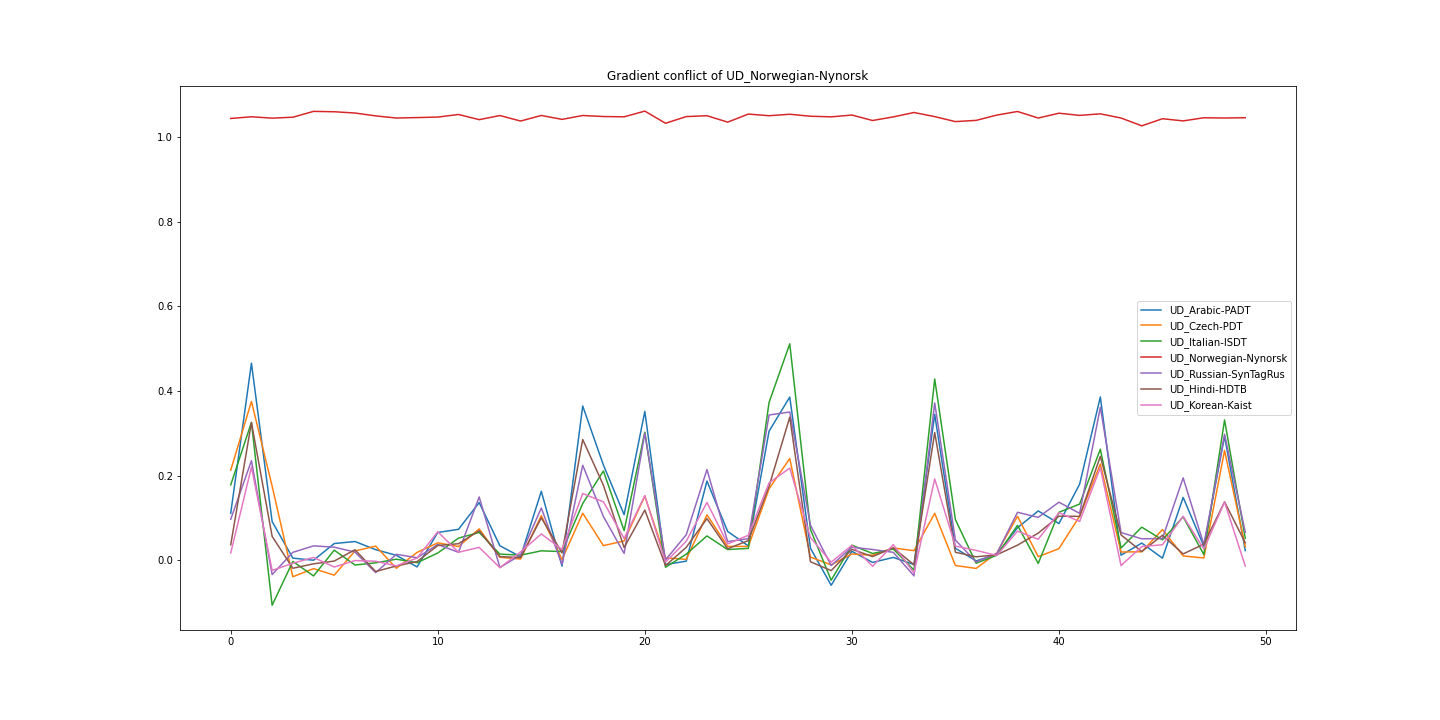 Gradient conflict of UD_Norwegian-Nynorsk
1.0
0.8
0.6
0.4
0.2
0.0
0
10
20
30
40
50
UD_Arabic-PADT
UD_Czech-PDT
UD_Italian-ISDT
UD_Norwegian-Nynorsk
UD_Russian-SynTagRus
UD_Hindi-HDTB
UD_Korean-Kaist